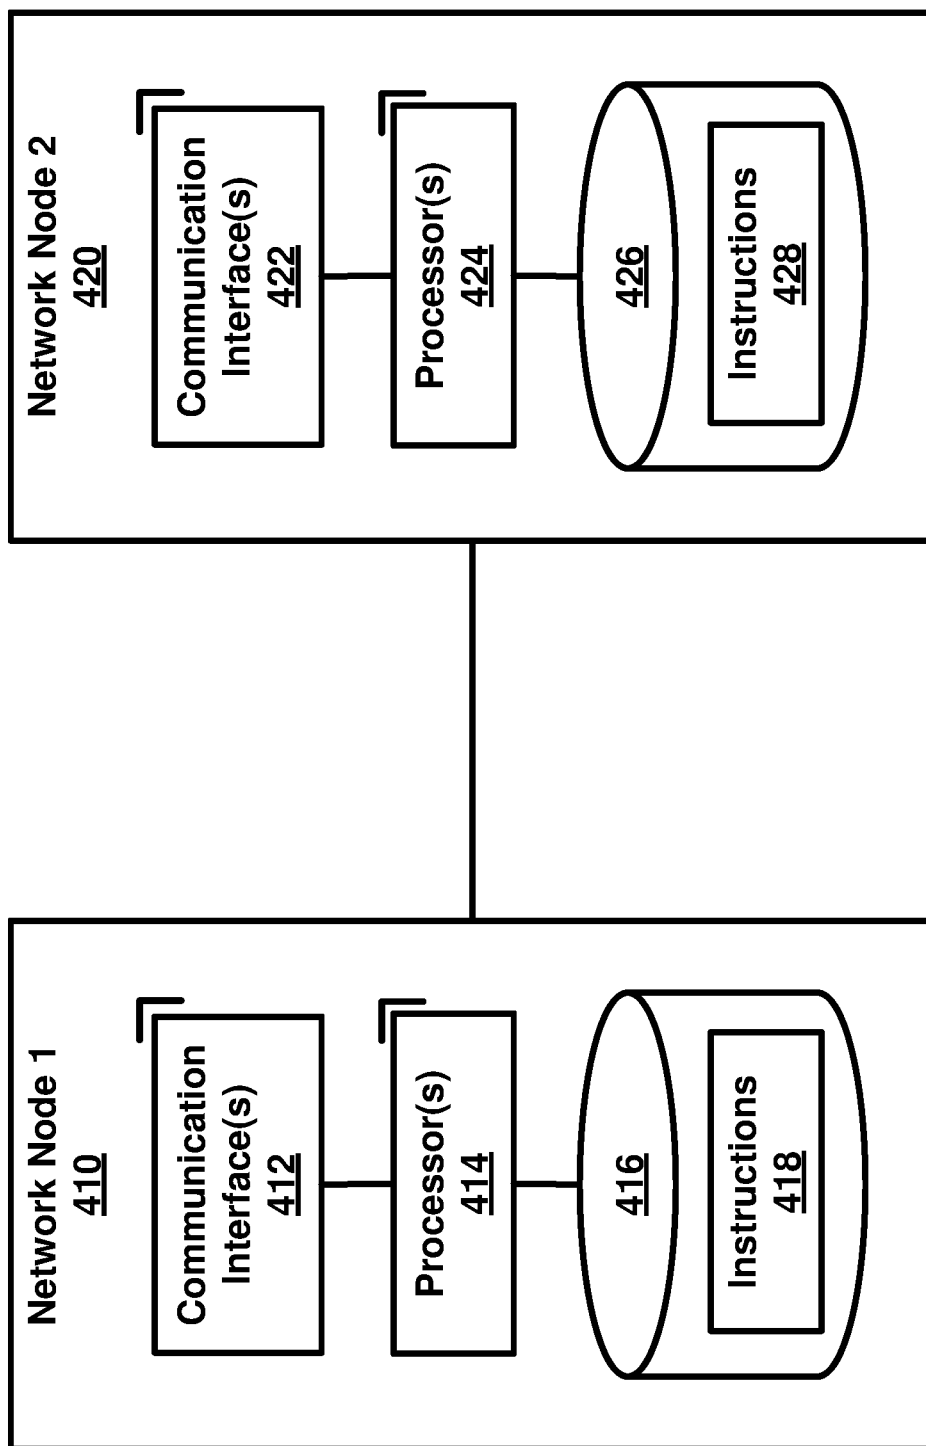 Network Node 1
410
Communication
Interface(s)
412
Processor(s)
414
416
Instructions
418
Network Node 2
420
Communication
Interface(s)
422
Processor(s)
424
426
Instructions
428